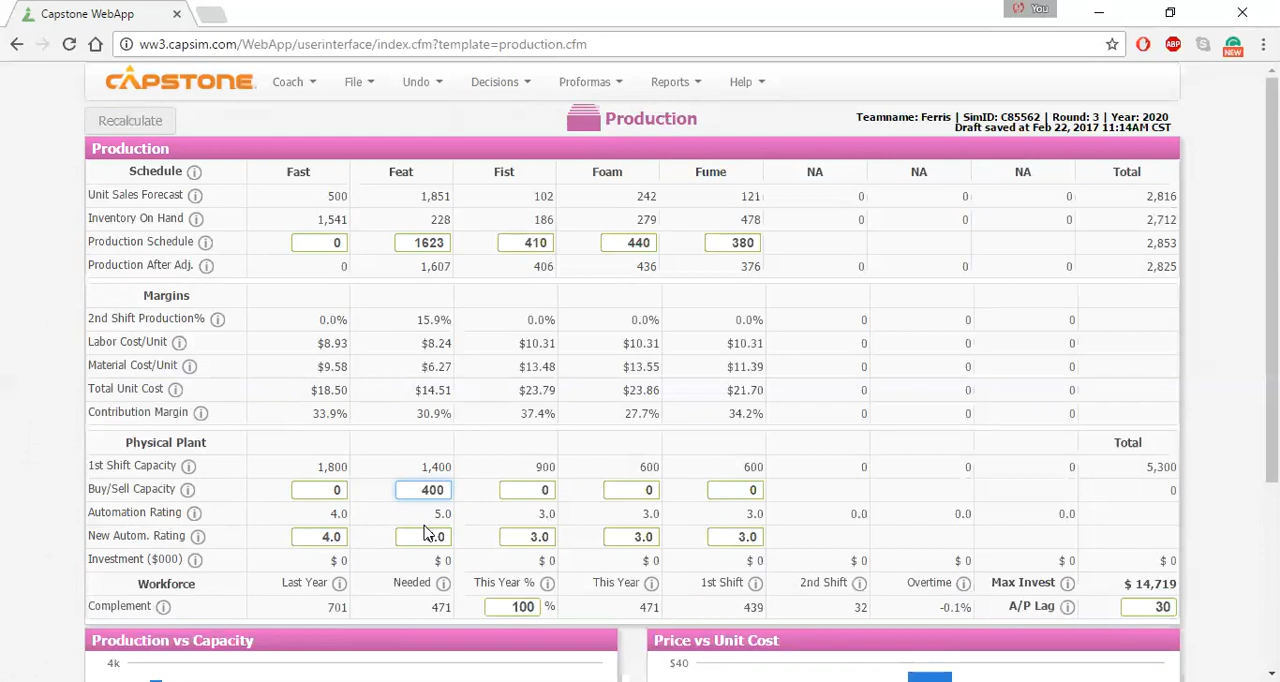 Capstone WebApp
You
ww3.capsim.com/WebApp/userinterface/index.cfm?template=production.cfm
ABP
NEW
CAPSTONE
Coach File Undo Decisions Proformas Reports Help
Recalculate
Production
Teamname: Ferris | SimID: C85562 | Round: 3 | Year: 2020
Draft saved at Feb 22, 2017 11:14AM CST
Production
Schedule Fast Feat Fist Foam Fume NA NA NA Total
Unit Sales Forecast 500 1,851 102 242 121 0 0 0 2,816
Inventory On Hand 1,541 228 186 279 478 0 0 0 2,712
Production Schedule 0 1623 410 440 380 2,853
Production After Adj. 0 1,607 406 436 376 0 0 0 2,825
Margins
2nd Shift Production% 0.0% 15.9% 0.0% 0.0% 0.0% 0 0 0
Labor Cost/Unit $8.93 $8.24 $10.31 $10.31 $10.31 0 0 0
Material Cost/Unit $9.58 $6.27 $13.48 $13.55 $11.39 0 0 0
Total Unit Cost $18.50 $14.51 $23.79 $23.86 $21.70 0 0 0
Contribution Margin 33.9% 30.9% 37.4% 27.7% 34.2% 0 0 0
Physical Plant Total
1st Shift Capacity 1,800 1,400 900 600 600 0 0 0 5,300
Buy/Sell Capacity 0 400 0 0 0 0
Automation Rating 4.0 5.0 3.0 3.0 3.0 0.0 0.0 0.0
New Autom. Rating 4.0 .0 3.0 3.0 3.0
Investment ($000) $ 0 $ 0 $ 0 $ 0 $ 0 $ 0 $ 0 $ 0 $ 0
Workforce Last Year Needed This Year % This Year 1st Shift 2nd Shift Overtime Max Invest $ 14,719
Complement 701 471 100 % 471 439 32 -0.1% A/P Lag 30
Production vs Capacity Price vs Unit Cost
4k $40